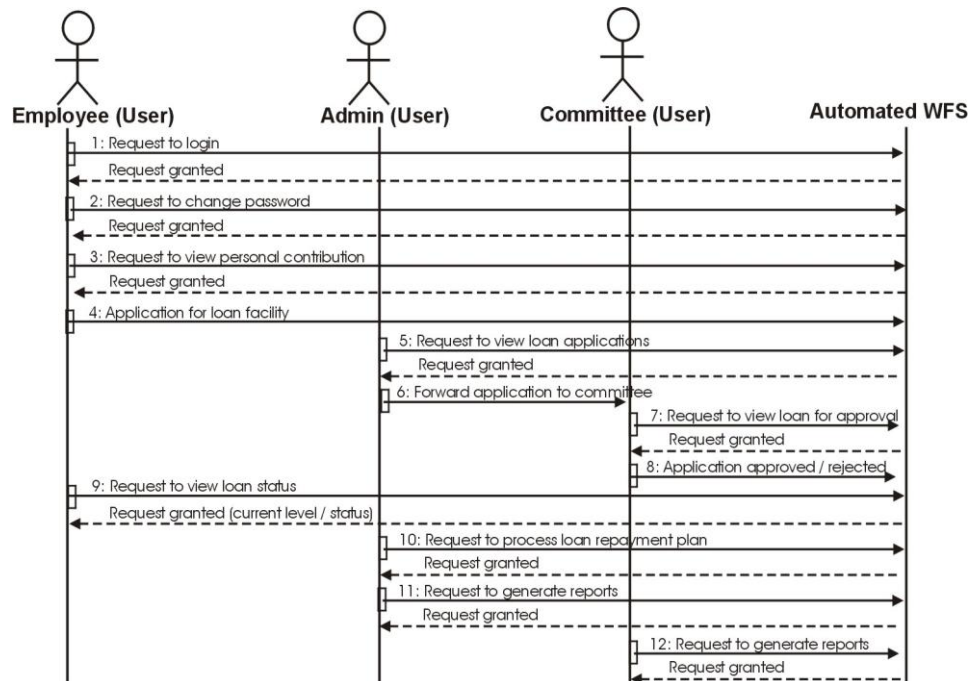 Employee (User)
Admin (User)
Committee (User)
Automated WFS
1: Request to login
Request granted
2: Request to change password
Request granted
3: Request to view personal contribution
Request granted
4: Application for loan facility
5: Request to view loan applications
Request granted
6: Forward application to committee
7: Request to view loan for approval
Request granted
8: Application approved / rejected
9: Request to view loan status
Request granted (current level / status)
10: Request to process loan repayment plan
Request granted
11: Request to generate reports
Request granted
12: Request to generate reports
Request granted